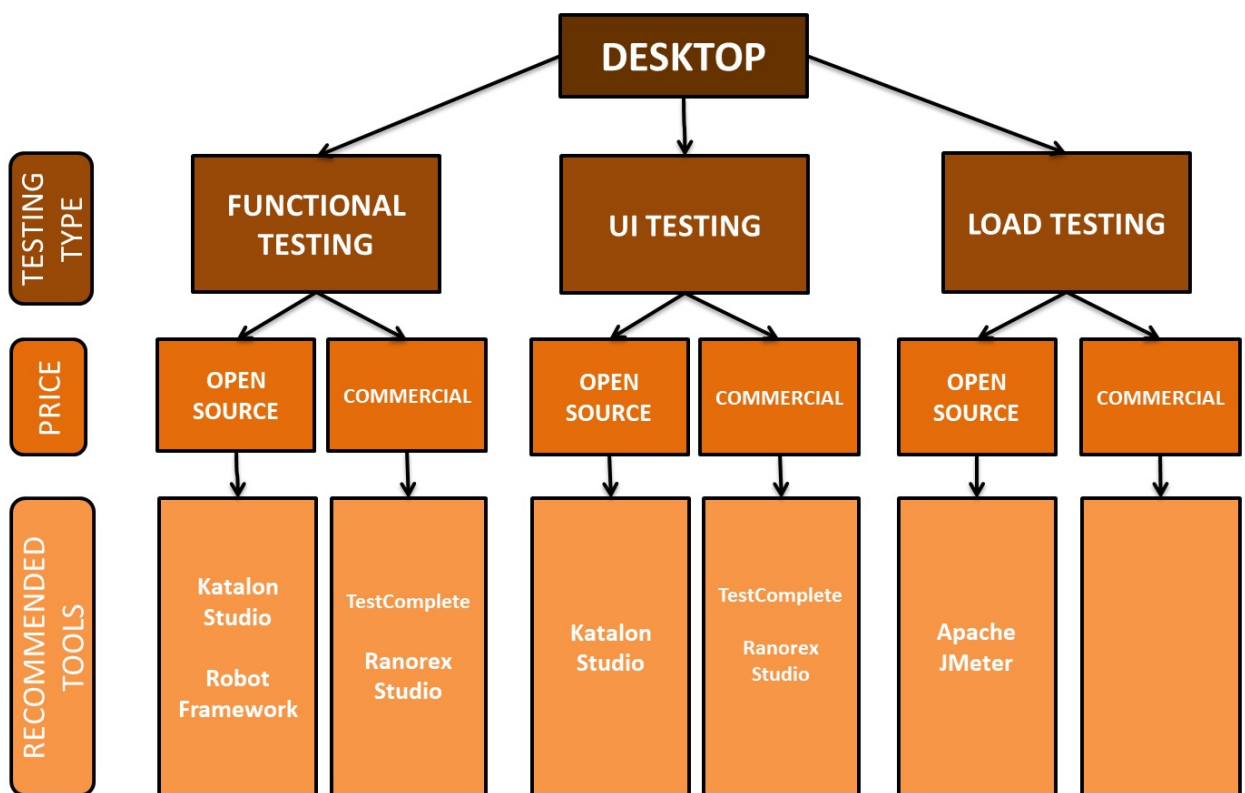 DESKTOP
TESTING
TYPE
FUNCTIONAL
TESTING
UI TESTING
LOAD TESTING
PRICE
OPEN
SOURCE
COMMERCIAL
OPEN
SOURCE
COMMERCIAL
OPEN
SOURCE
COMMERCIAL
RECOMMENDED
TOOLS
Katalon
Studio
Robot
Framework
TestComplete
Ranorex
Studio
Katalon
Studio
TestComplete
Ranorex
Studio
Apache
JMeter